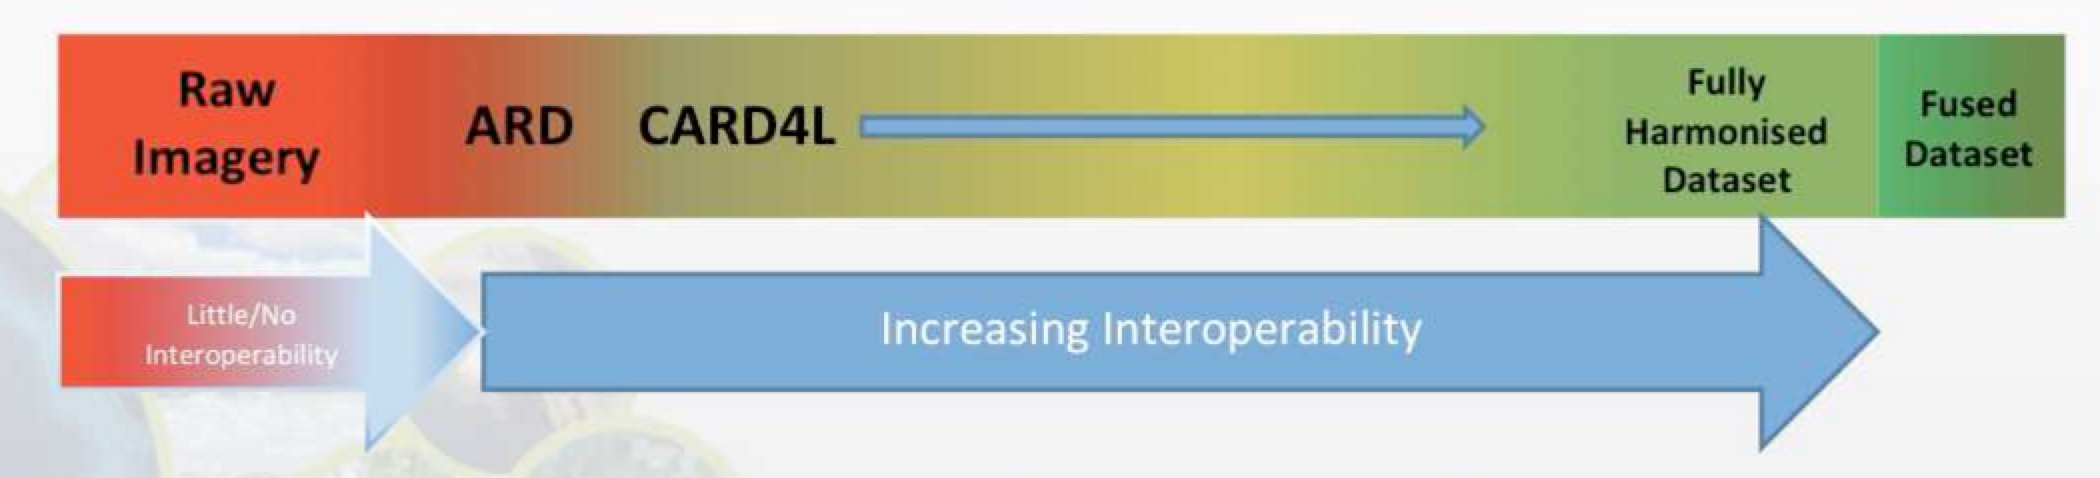 Raw
Imagery
ARD
CARD4L
Fully
Harmonised
Dataset
Fused
Dataset
Little/No
Interoperability
Increasing Interoperability